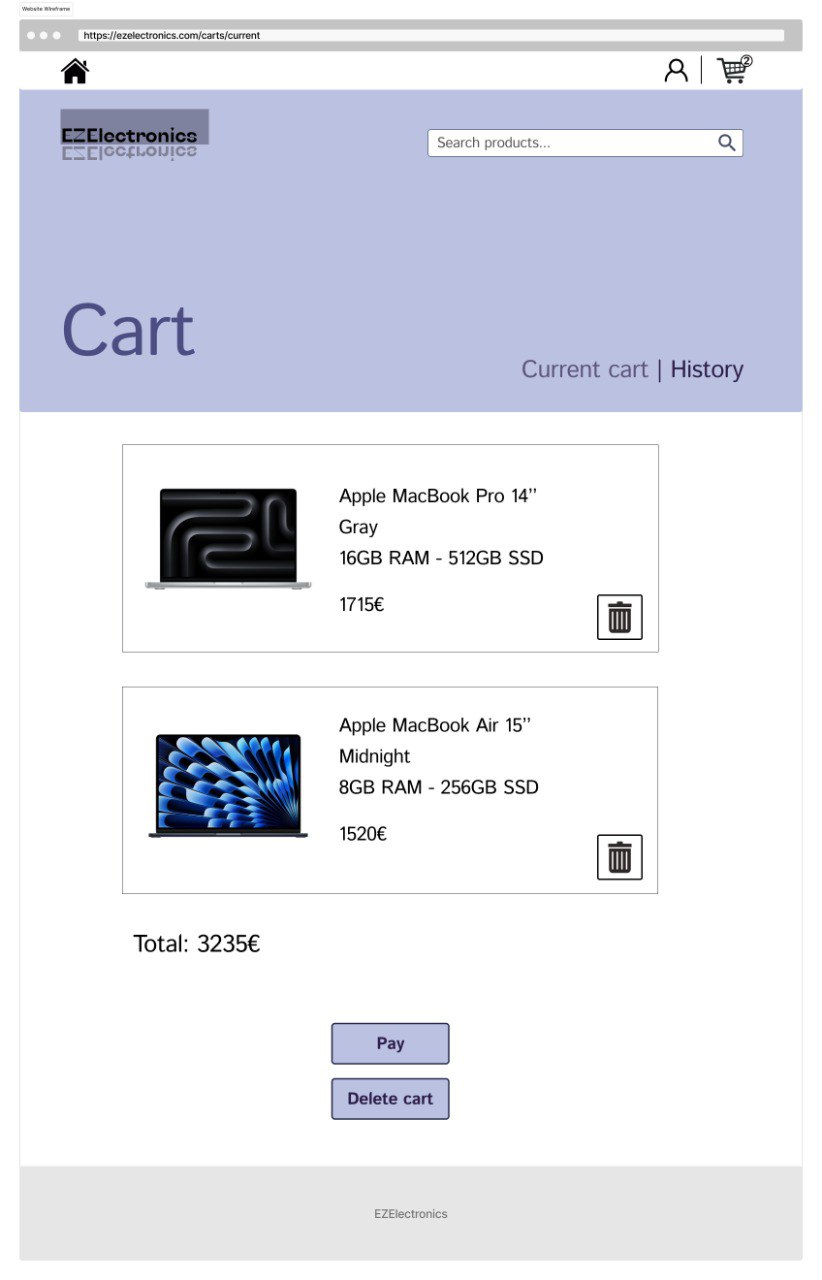 Website Wireframe
https://ezelectronics.com/carts/current
2
EZElectronics
EZElectronics
Search products...
Cart
Current cart | History
Apple MacBook Pro 14’’
Gray
16GB RAM - 512GB SSD
1715€
Apple MacBook Air 15’’
Midnight
8GB RAM - 256GB SSD
1520€
Total: 3235€
Pay
Delete cart
EZElectronics